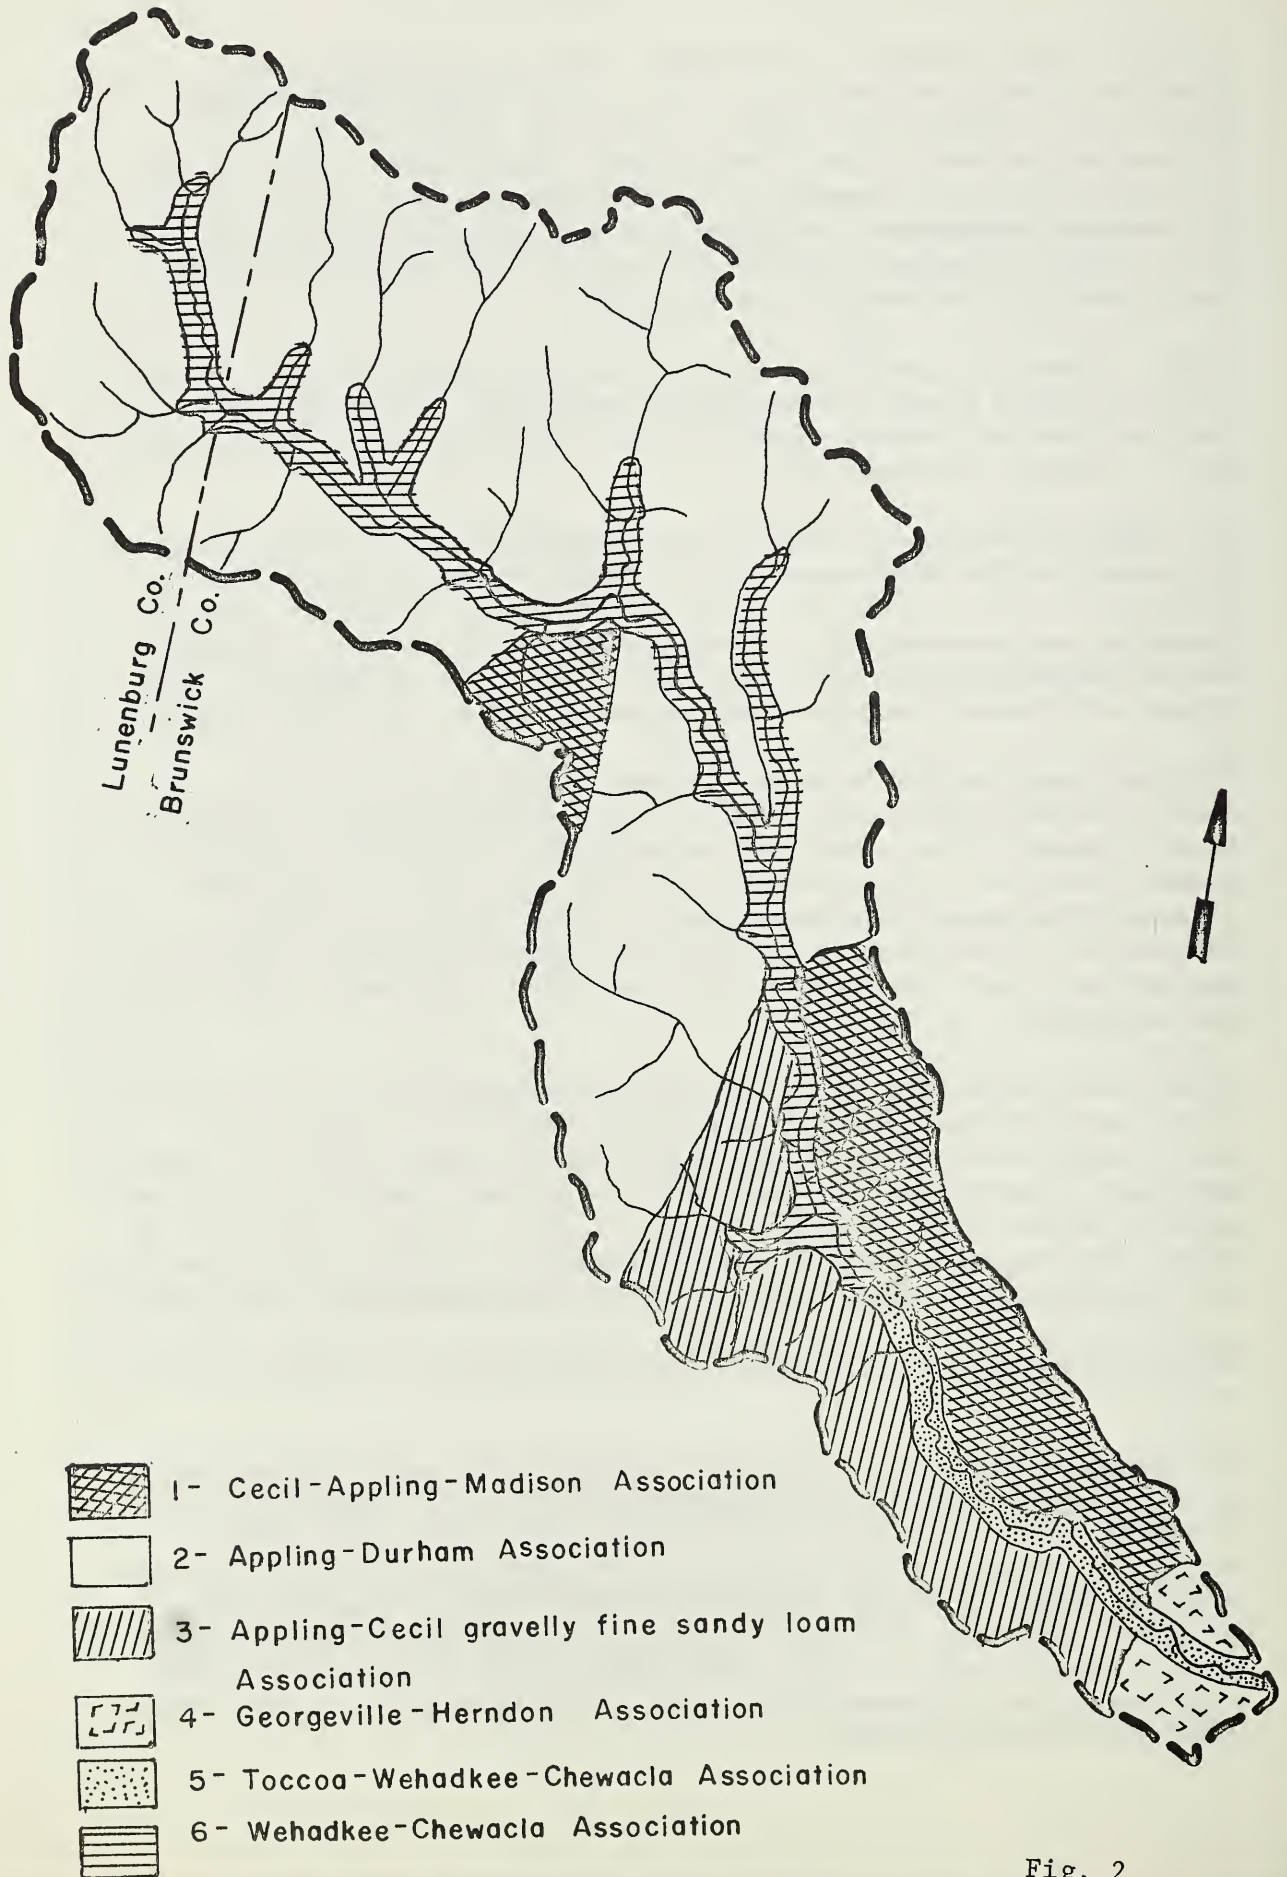 Lunenburg Co.
Brunswick Co.
1- Cecil-Appling-Madison Association
2- Appling-Durham Association
3- Appling-Cecil gravelly fine sandy loam
Association
4- Georgeville-Herndon Association
5- Toccoa-Wehadkee-Chewacla Association
6- Wehadkee-Chewacla Association
Fig. 2